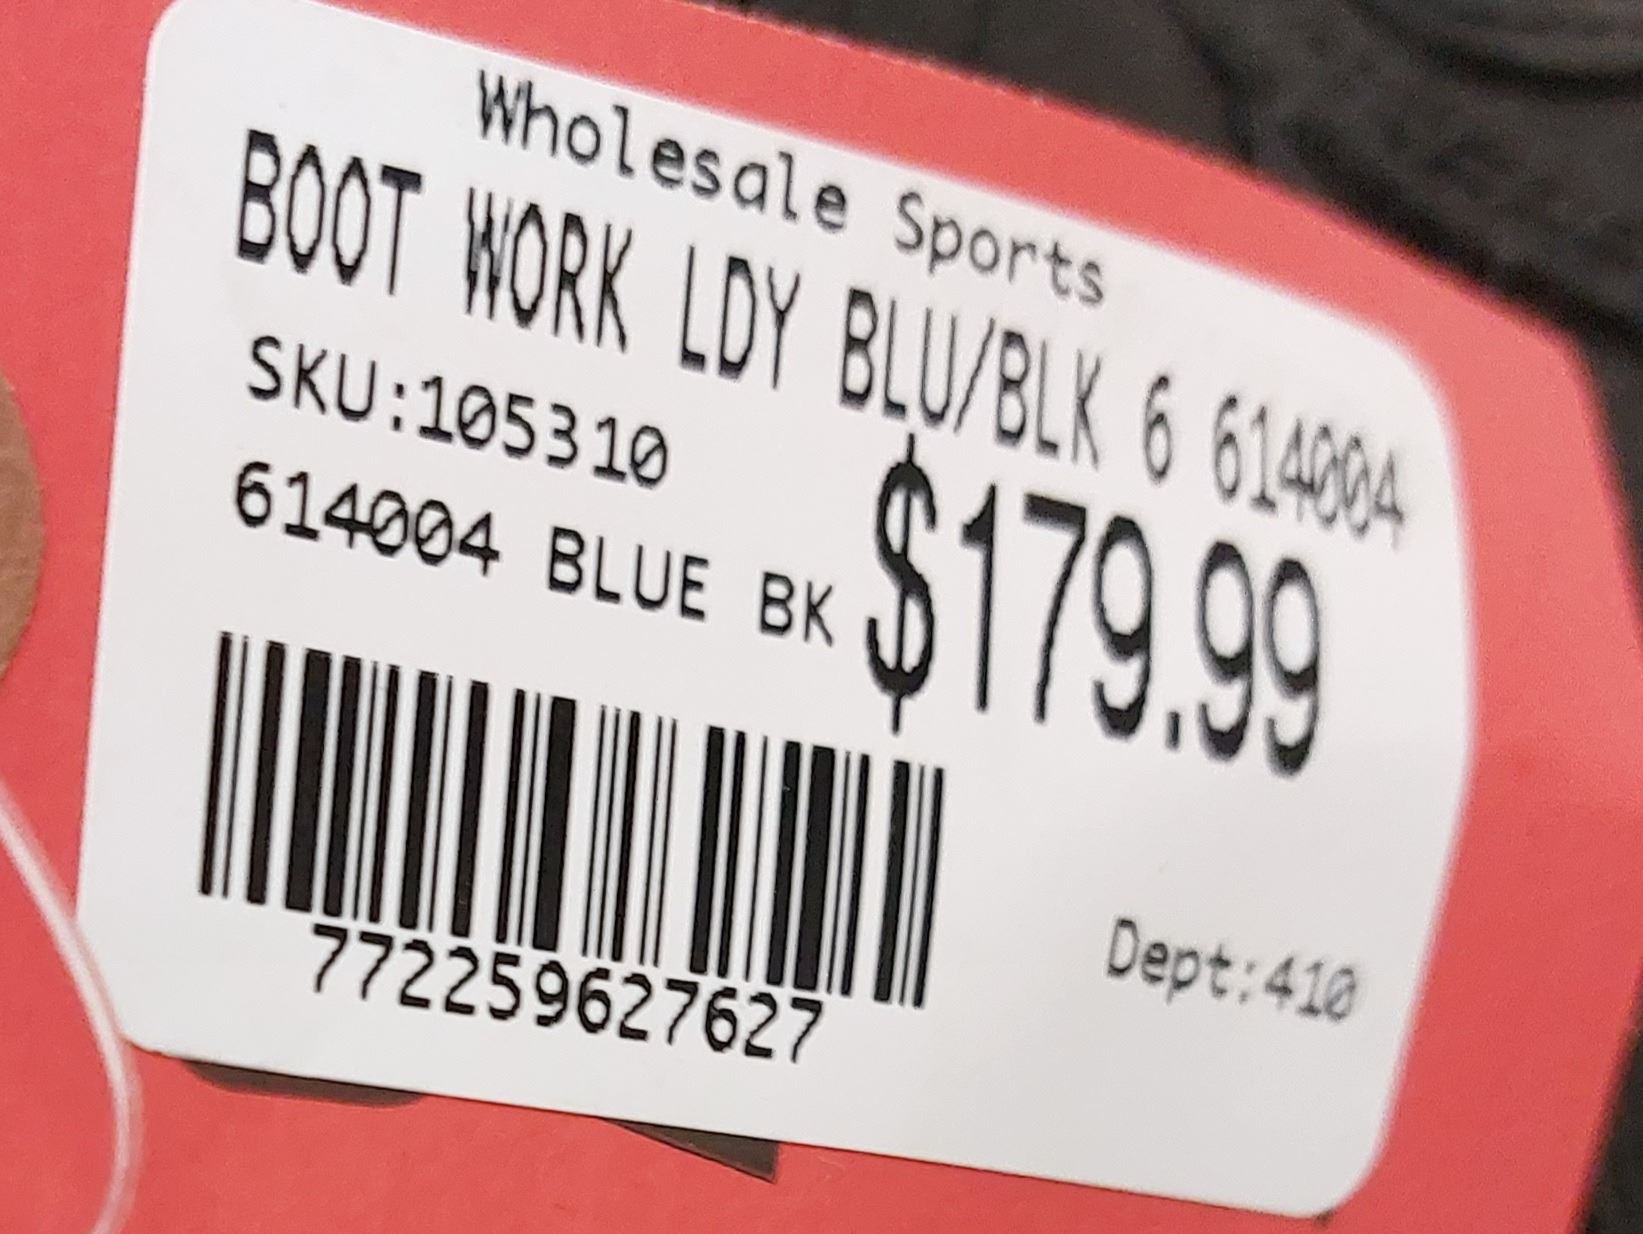 Wholesale Sports
BOOT WORK LDY BLU/BLK 6 614004
SKU:105310
614004 BLUE BK
$179.99
772259627627
Dept:410